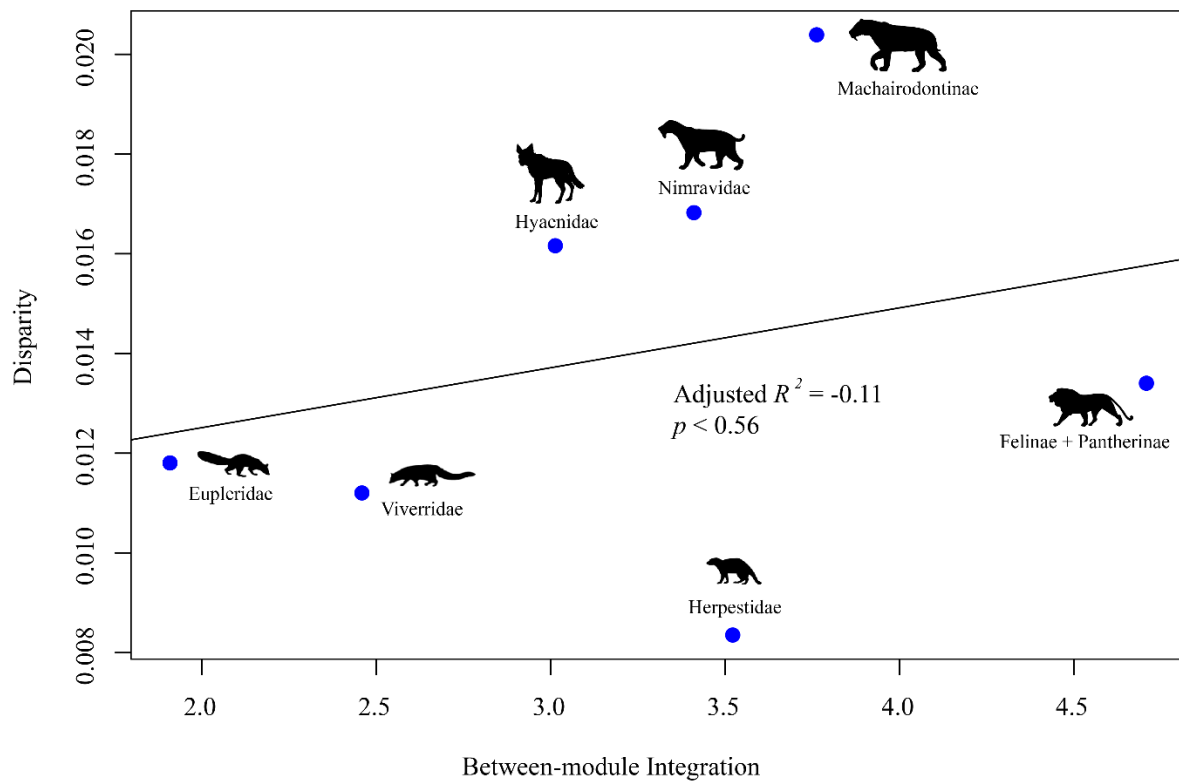 0.020
Machairodontinae
0.018
Nimravidae
Hyaenidae
0.016
Disparity
0.014
Adjusted R² = -0.11
p < 0.56
Felinae + Pantherinae
0.012
Eupleridae
Viverridae
0.010
Herpestidae
0.008
2.0 2.5 3.0 3.5 4.0 4.5
Between-module Integration